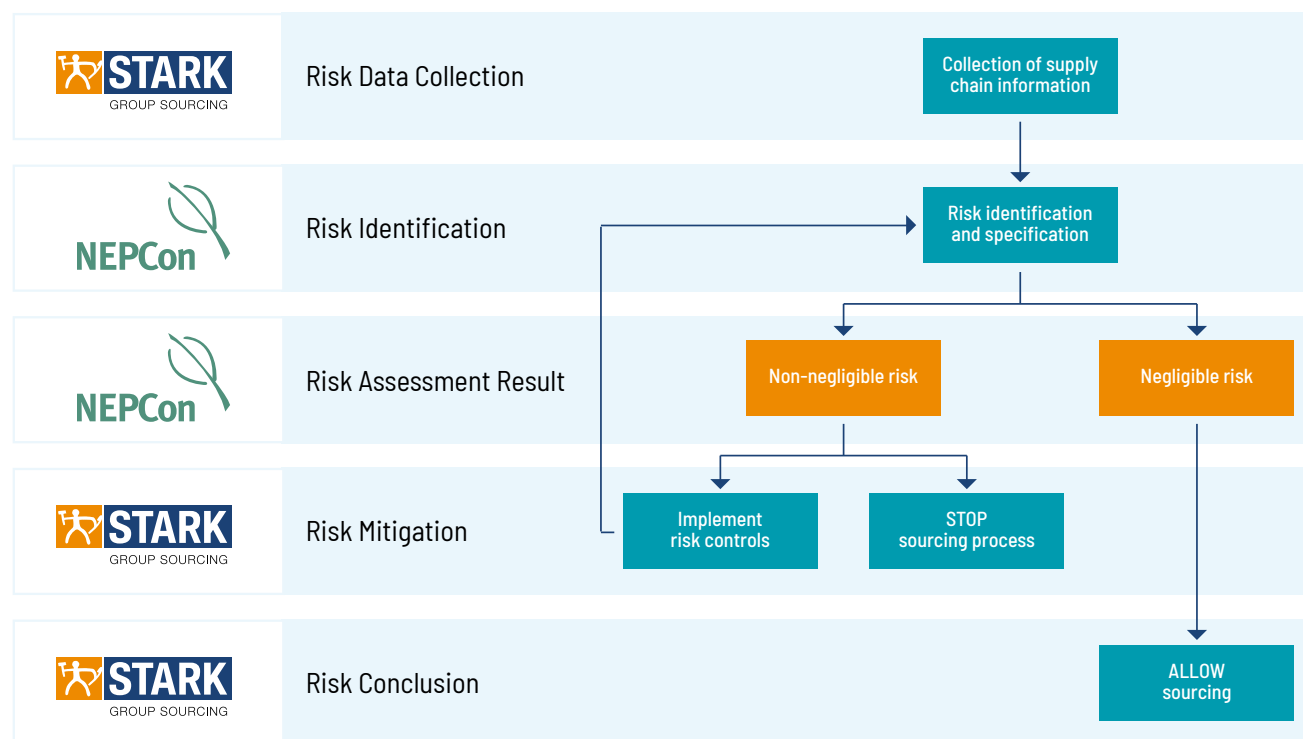 STARK
GROUP SOURCING
Risk Data Collection
Collection of supply
chain information
NEPCon
Risk Identification
Risk identification
and specification
NEPCon
Risk Assessment Result
Non-negligible risk
Negligible risk
STARK
GROUP SOURCING
Risk Mitigation
Implement
risk controls
STOP
sourcing process
STARK
GROUP SOURCING
Risk Conclusion
ALLOW
sourcing